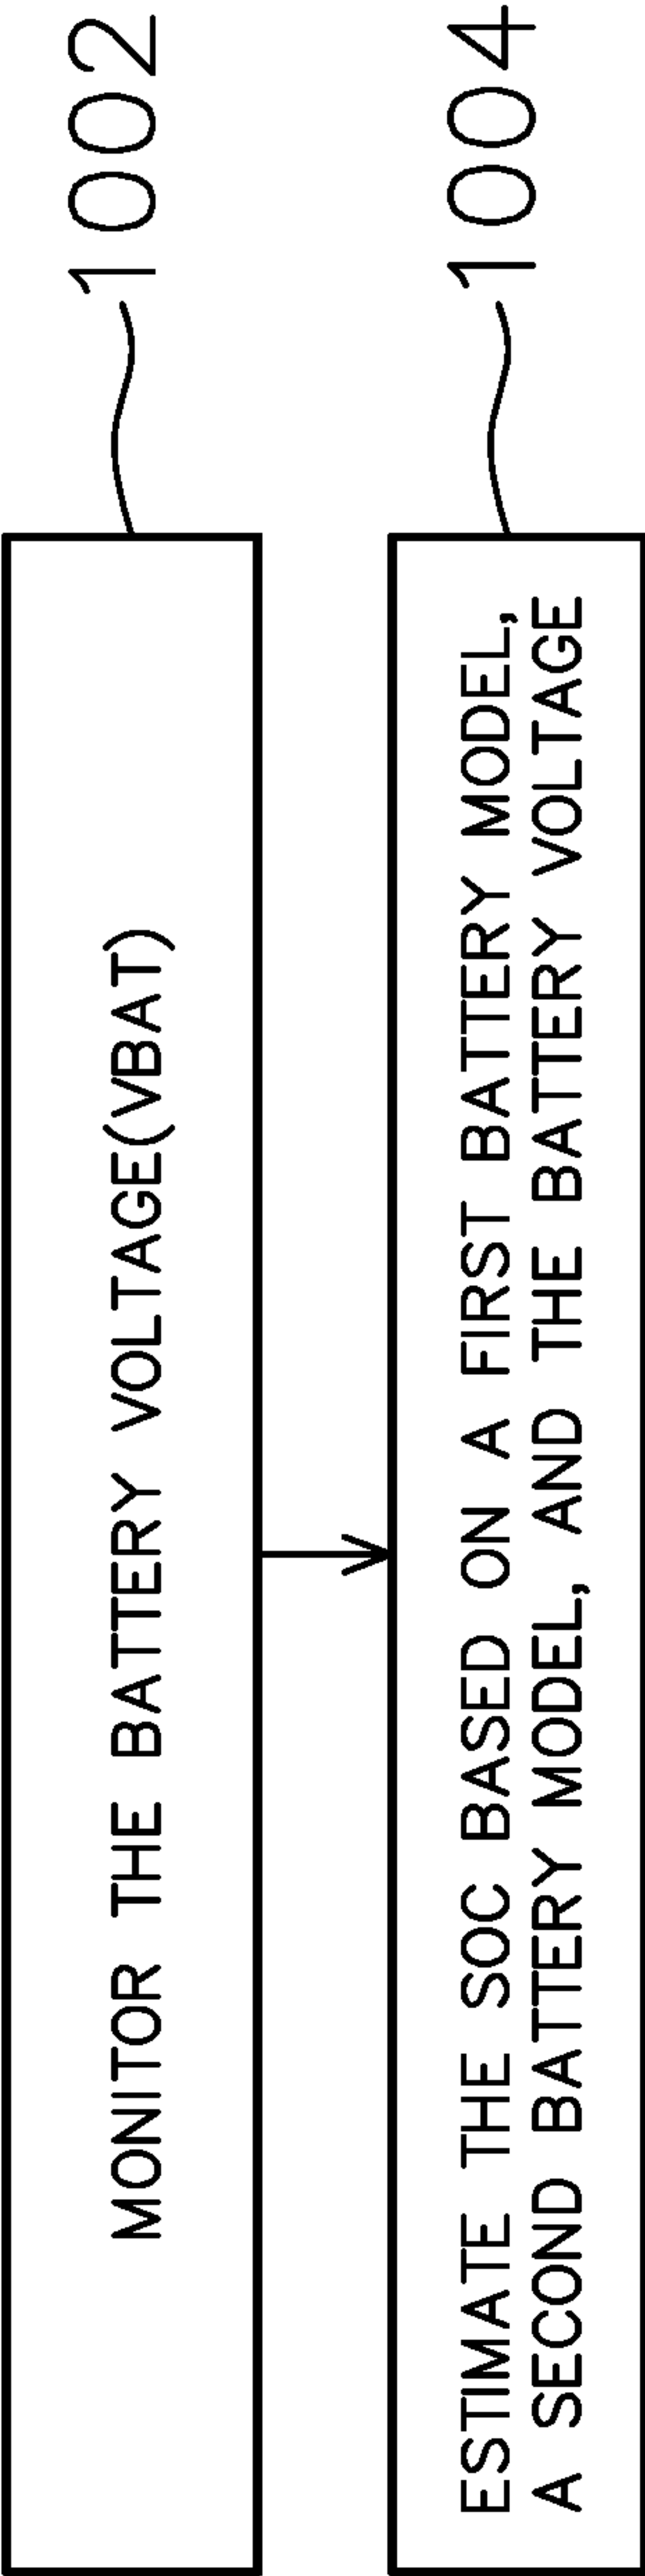 MONITOR THE BATTERY VOLTAGE(VBAT)
1002
ESTIMATE THE SOC BASED ON A FIRST BATTERY MODEL,
A SECOND BATTERY MODEL, AND THE BATTERY VOLTAGE
1004